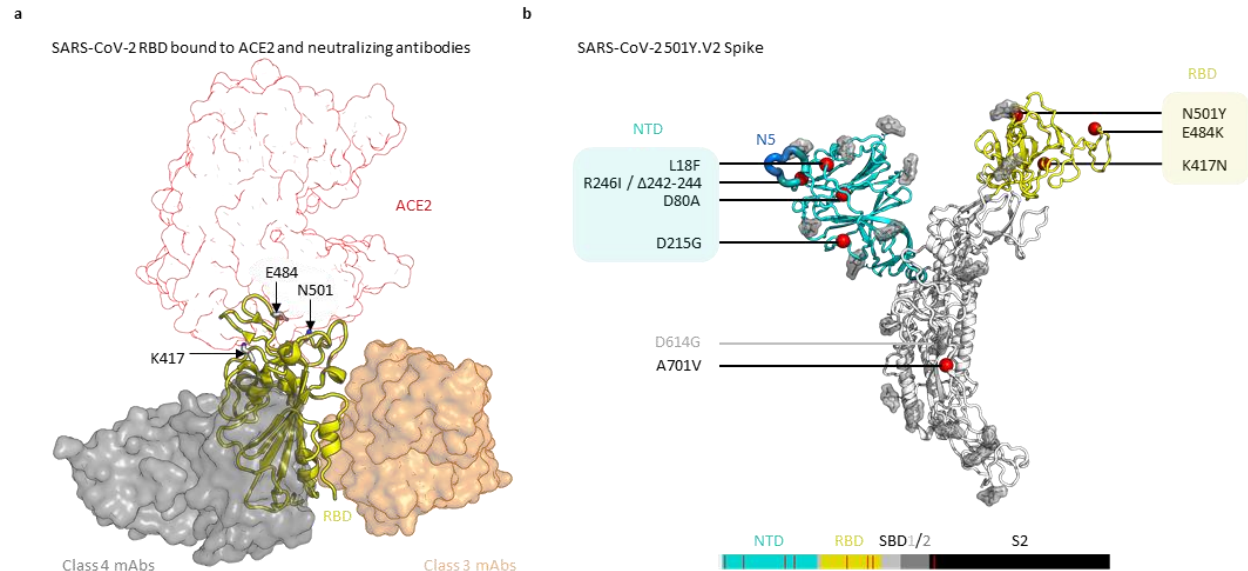 a
SARS-CoV-2 RBD bound to ACE2 and neutralizing antibodies
ACE2
E484
N501
K417
RBD
Class 4 mAbs
Class 3 mAbs
b
SARS-CoV-2 501Y.V2 Spike
RBD
N501Y
E484K
K417N
NTD
N5
L18F
R246I / Δ242-244
D80A
D215G
D614G
A701V
NTD
RBD
SBD1/2
S2